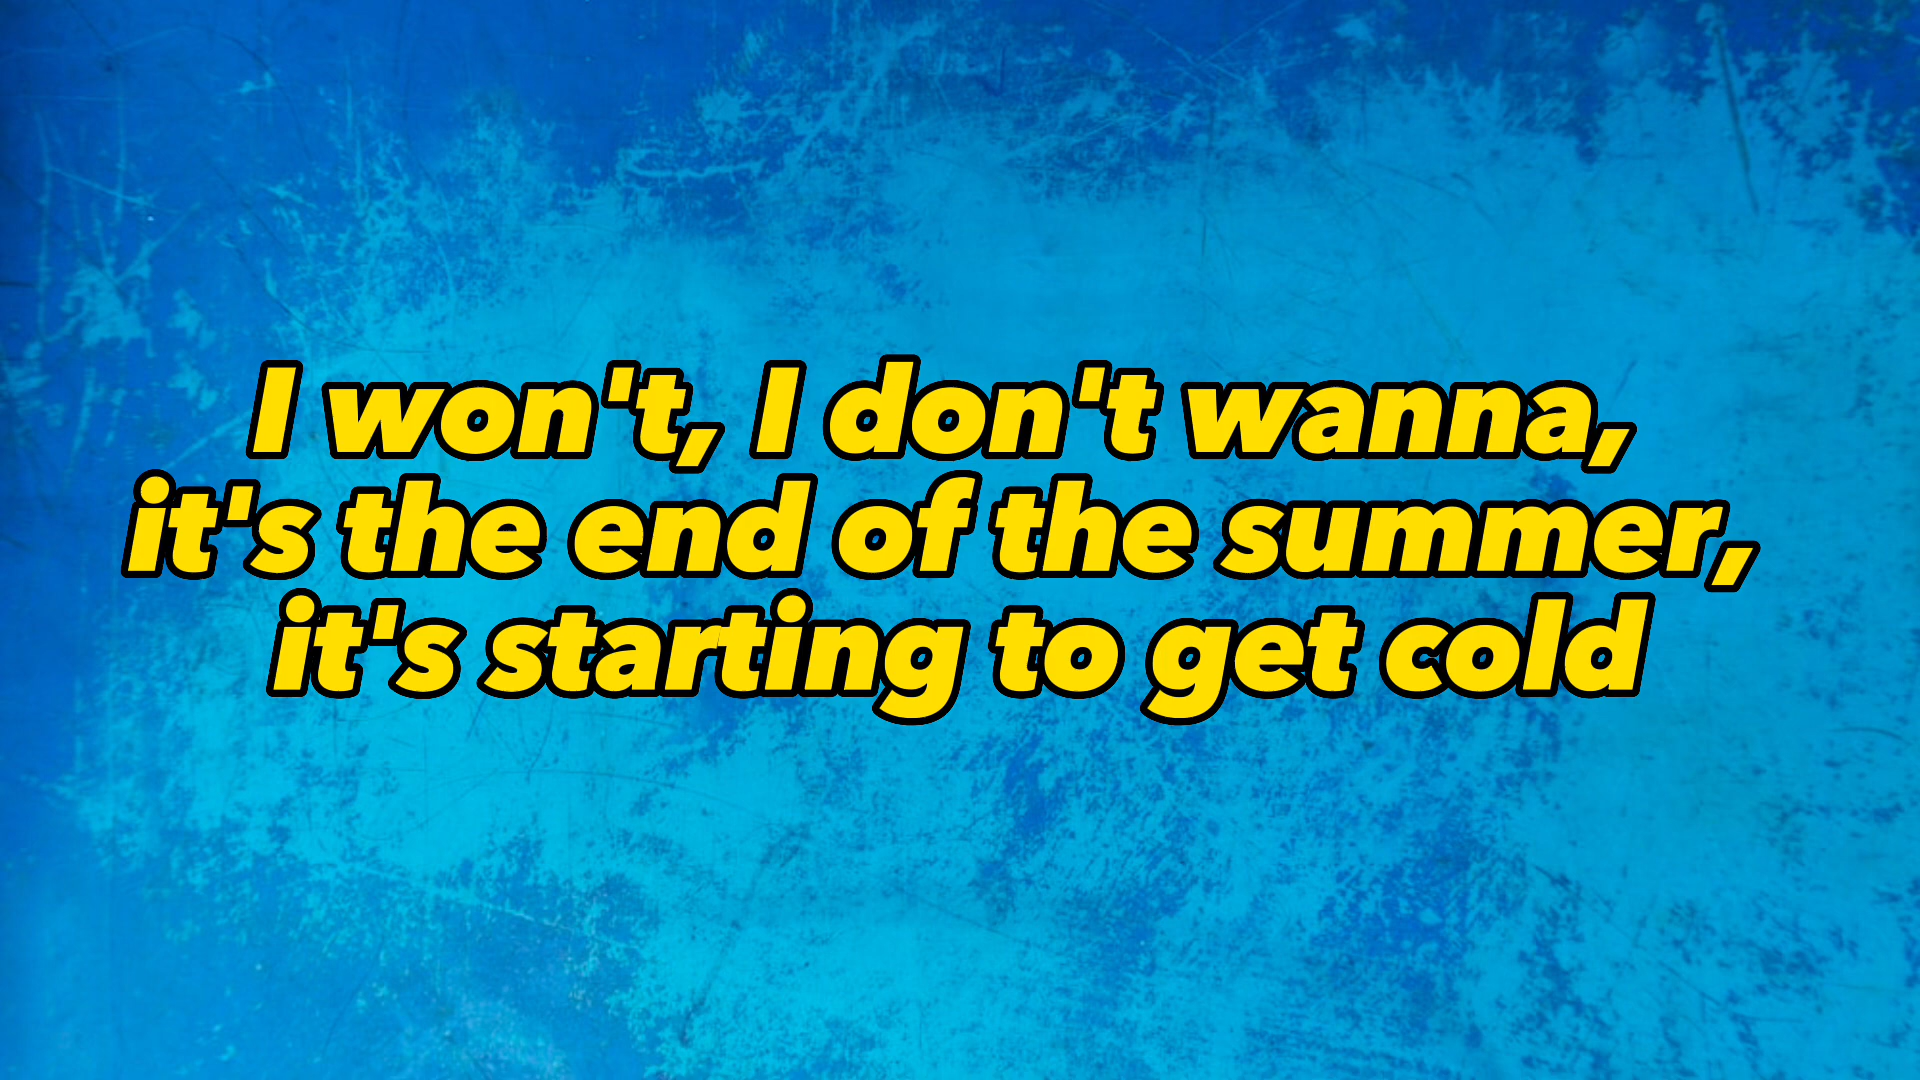 I won't, I don't wanna,
it's the end of the summer,
it's starting to get cold